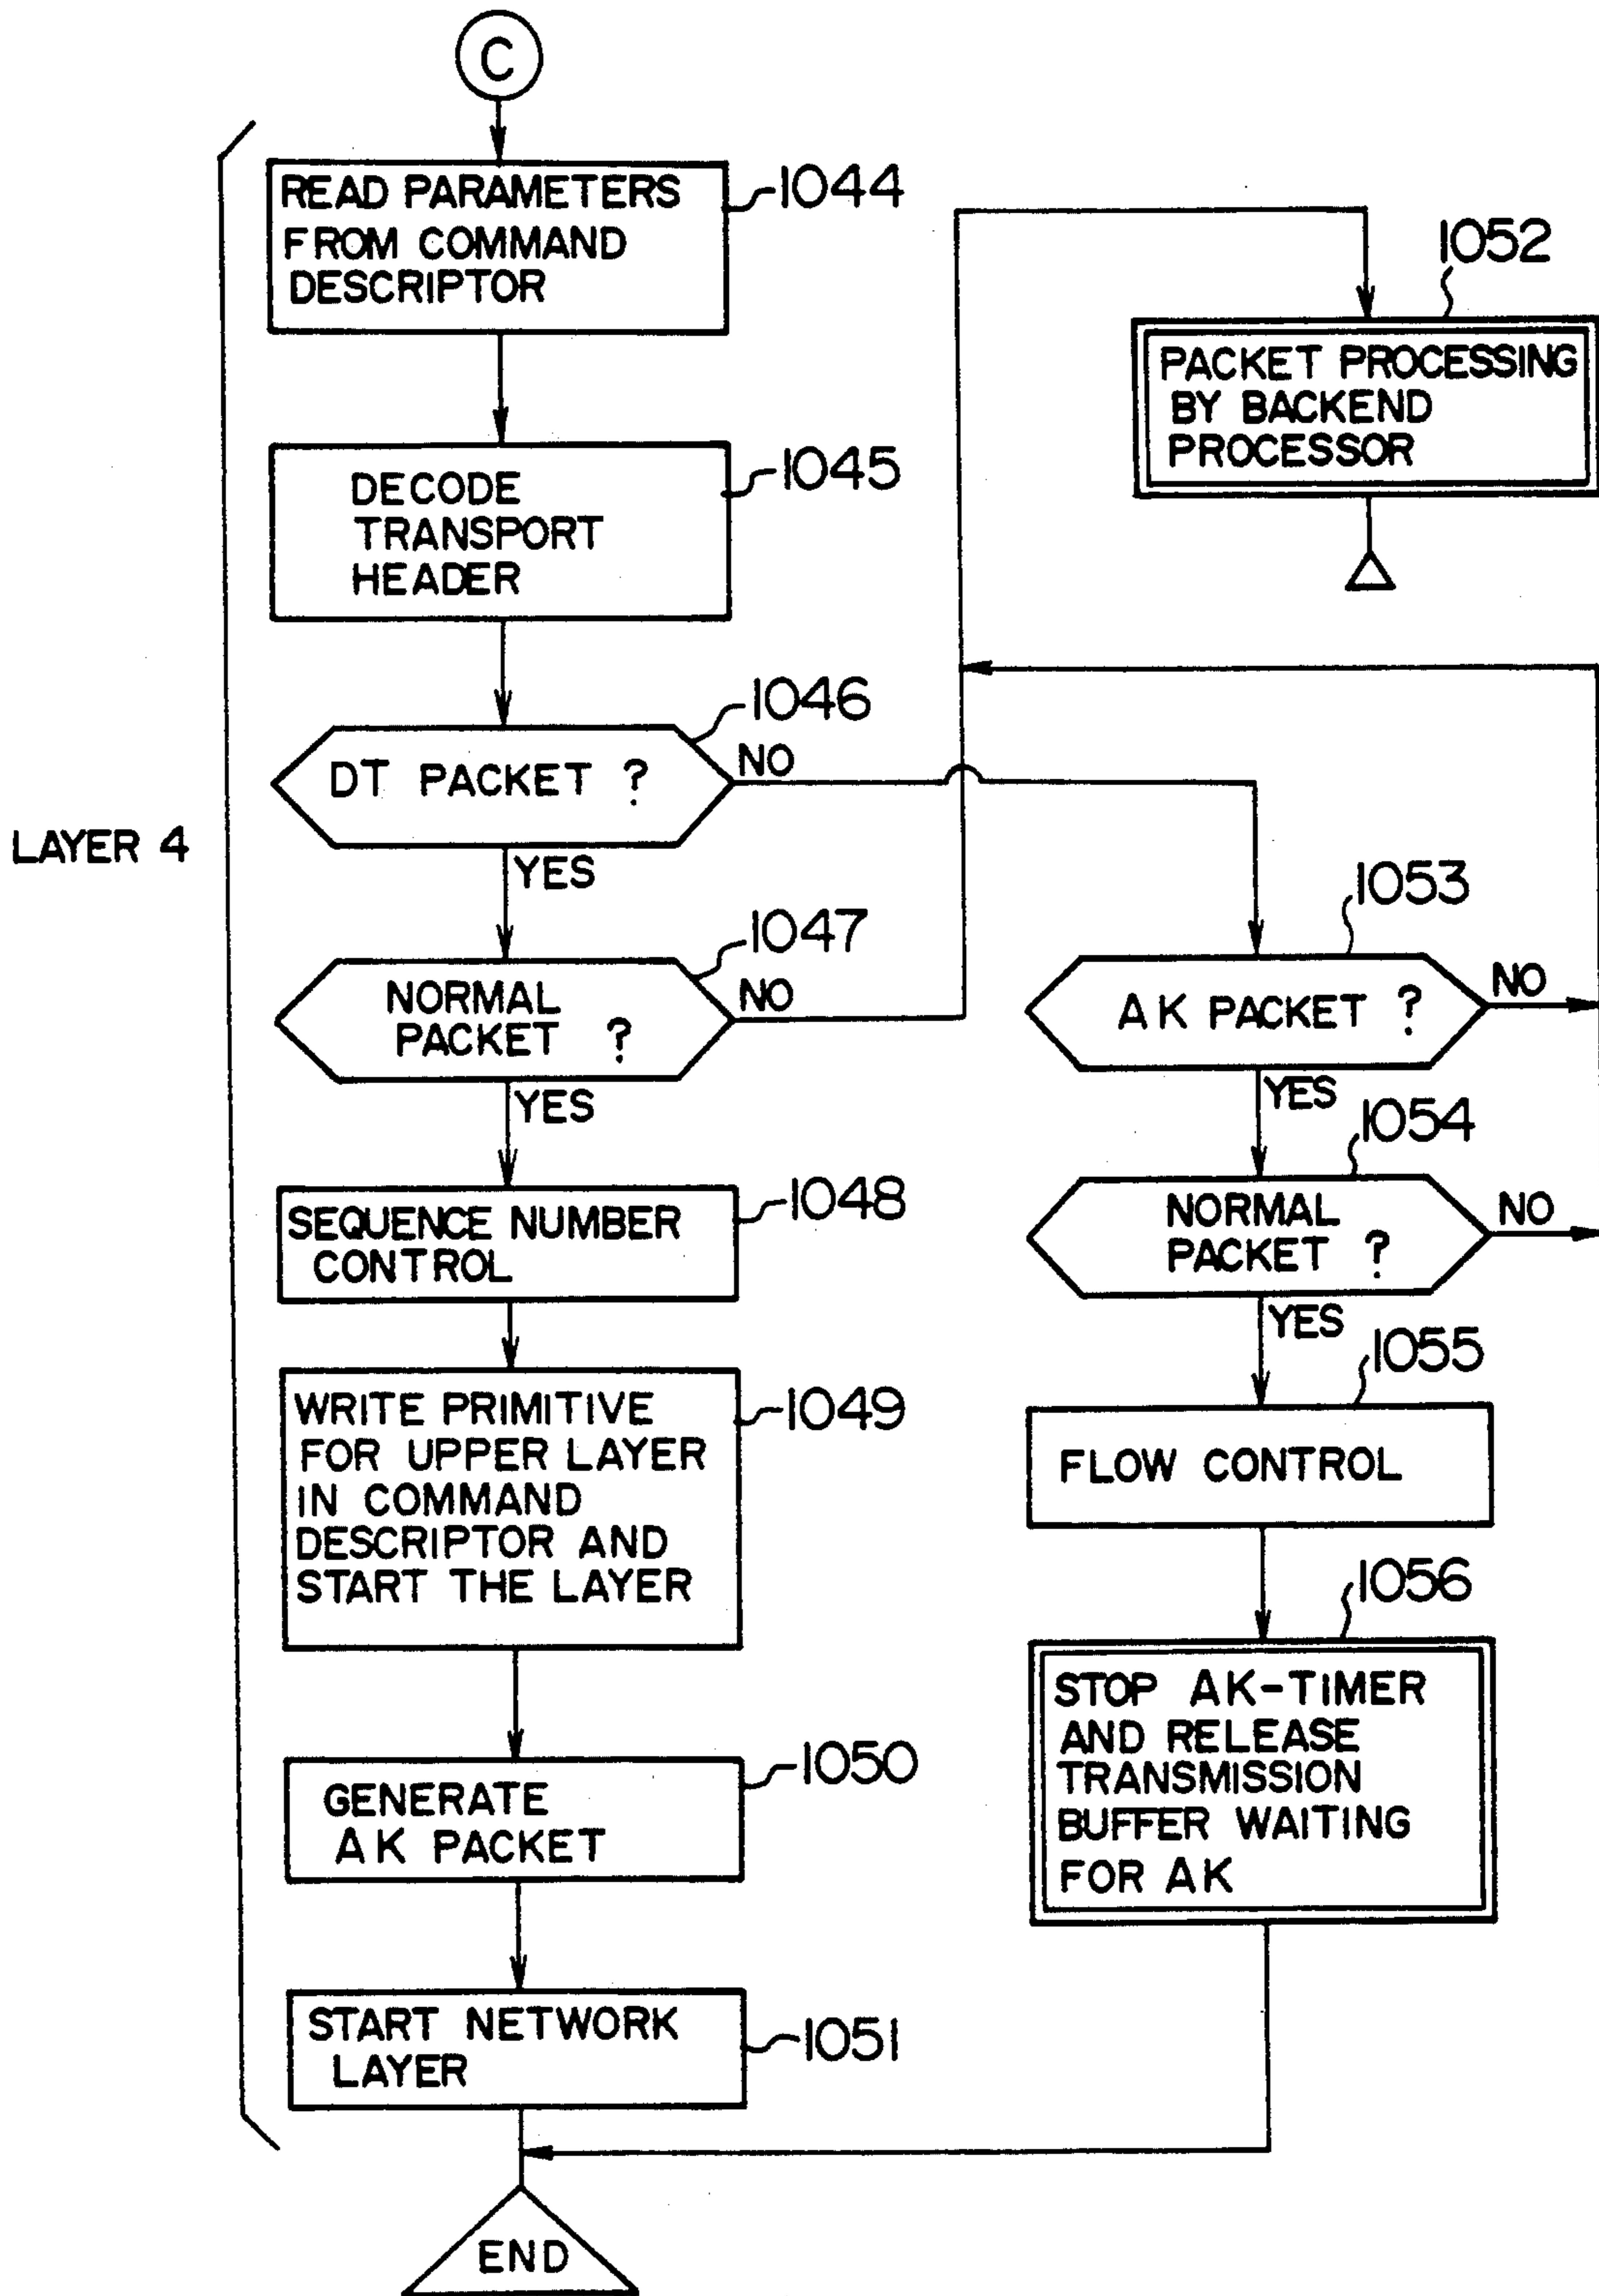 C
READ PARAMETERS
FROM COMMAND
DESCRIPTOR
1044
DECODE
TRANSPORT
HEADER
1045
DT PACKET ?
1046
NO
YES
LAYER 4
NORMAL
PACKET ?
1047
NO
YES
SEQUENCE NUMBER
CONTROL
1048
WRITE PRIMITIVE
FOR UPPER LAYER
IN COMMAND
DESCRIPTOR AND
START THE LAYER
1049
GENERATE
AK PACKET
1050
START NETWORK
LAYER
1051
END
1052
PACKET PROCESSING
BY BACKEND
PROCESSOR
1053
AK PACKET ?
NO
YES
1054
NORMAL
PACKET ?
NO
YES
1055
FLOW CONTROL
1056
STOP AK-TIMER
AND RELEASE
TRANSMISSION
BUFFER WAITING
FOR AK